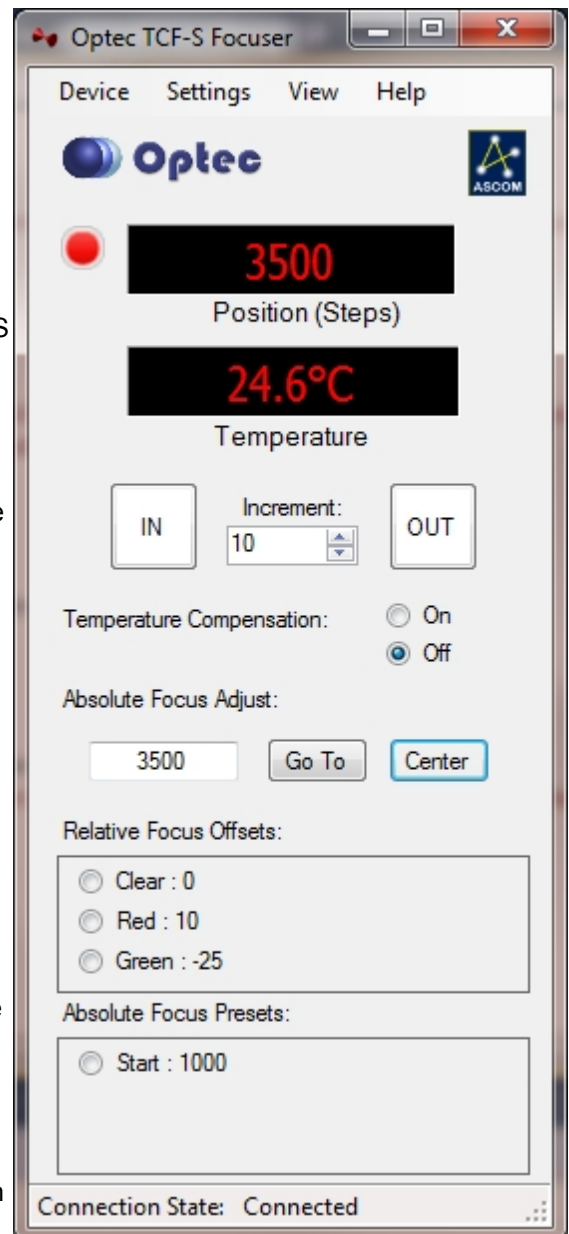 Optec TCF-S Focuser
Device Settings View Help
Optec
ASCOM
3500
Position (Steps)
24.6°C
Temperature
IN
Increment:
10
OUT
Temperature Compensation:
On
Off
Absolute Focus Adjust:
3500 Go To Center
Relative Focus Offsets:
Clear : 0
Red : 10
Green : -25
Absolute Focus Presets:
Start : 1000
Connection State: Connected